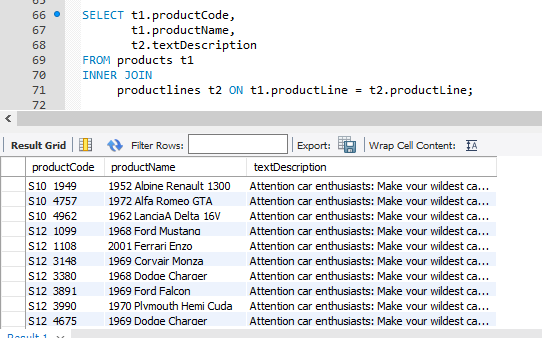 66 SELECT t1.productCode,
67 t1.productName,
68 t2.textDescription
69 FROM products t1
70 INNER JOIN
71 productlines t2 ON t1.productLine = t2.productLine;
72
Result Grid Filter Rows: Export: Wrap Cell Content: IA
productCode productName textDescription
S10_1949 1952 Alpine Renault 1300 Attention car enthusiasts: Make your wildest ca...
S10_4757 1972 Alfa Romeo GTA Attention car enthusiasts: Make your wildest ca...
S10_4962 1962 LanciaA Delta 16V Attention car enthusiasts: Make your wildest ca...
S12_1099 1968 Ford Mustang Attention car enthusiasts: Make your wildest ca...
S12_1108 2001 Ferrari Enzo Attention car enthusiasts: Make your wildest ca...
S12_3148 1969 Corvair Monza Attention car enthusiasts: Make your wildest ca...
S12_3380 1968 Dodge Charger Attention car enthusiasts: Make your wildest ca...
S12_3891 1969 Ford Falcon Attention car enthusiasts: Make your wildest ca...
S12_3990 1970 Plymouth Hemi Cuda Attention car enthusiasts: Make your wildest ca...
S12_4675 1969 Dodge Charger Attention car enthusiasts: Make your wildest ca...
Result 1